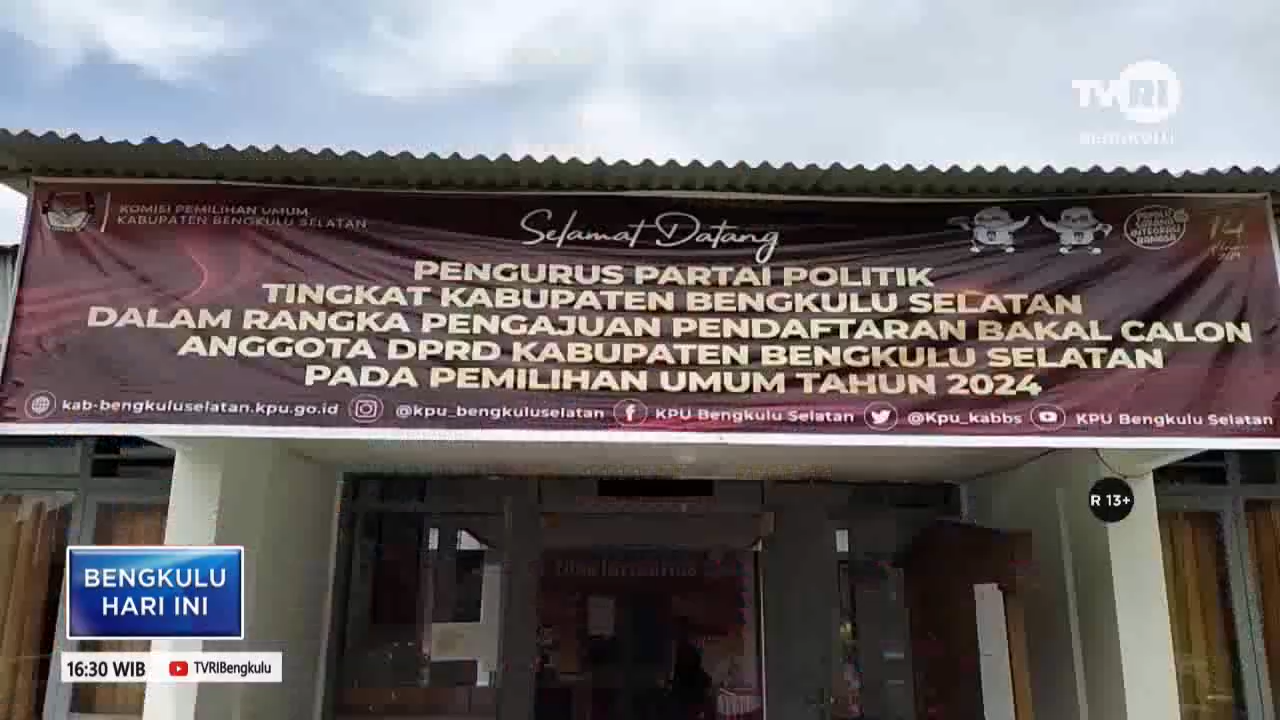 TVRI
BENGKULU
KOMISI PEMILIHAN UMUM
KABUPATEN BENGKULU SELATAN
Selamat Datang
PENGURUS PARTAI POLITIK
TINGKAT KABUPATEN BENGKULU SELATAN
DALAM RANGKA PENGAJUAN PENDAFTARAN BAKAL CALON
ANGGOTA DPRD KABUPATEN BENGKULU SELATAN
PADA PEMILIHAN UMUM TAHUN 2024
kab-bengkuluselatan.kpu.go.id @kpu_bengkuluselatan KPU Bengkulu Selatan @Kpu_kabbs KPU Bengkulu Selatan
R 13+
BENGKULU
HARI INI
16:30 WIB TVRIBengkulu